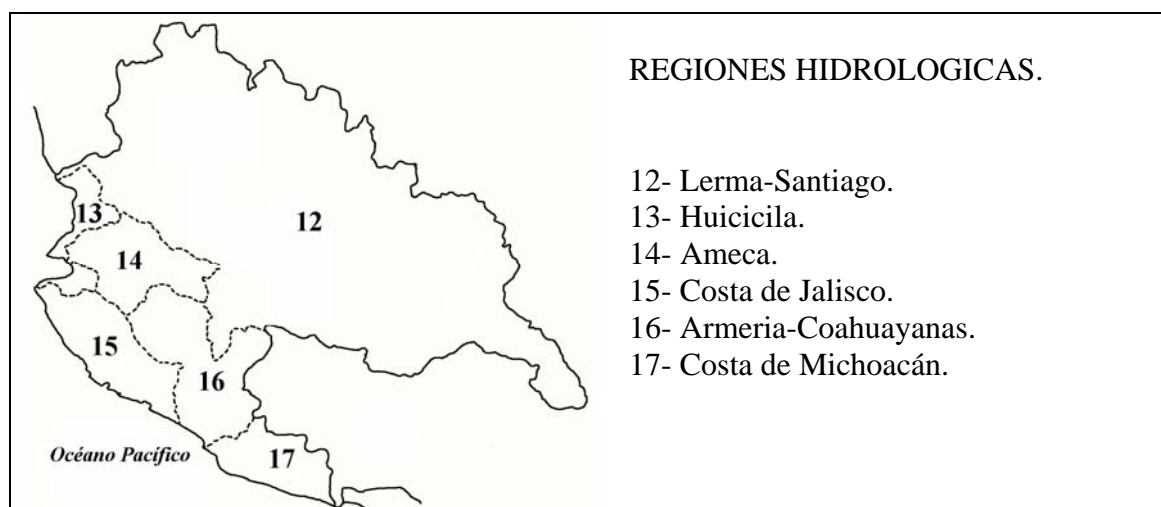 REGIONES HIDROLOGICAS.
12- Lerma-Santiago.
13- Huicicila.
14- Ameca.
15- Costa de Jalisco.
16- Armeria-Coahuayanas.
17- Costa de Michoacán.
12
13
14
15
16
17
Océano Pacífico